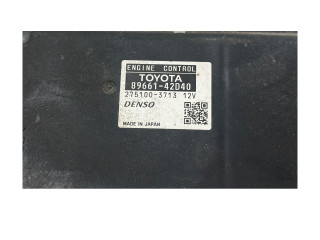 ENGINE CONTROL
TOYOTA
89661-42D40
275100-3713 12V
DENSO
MADE IN JAPAN